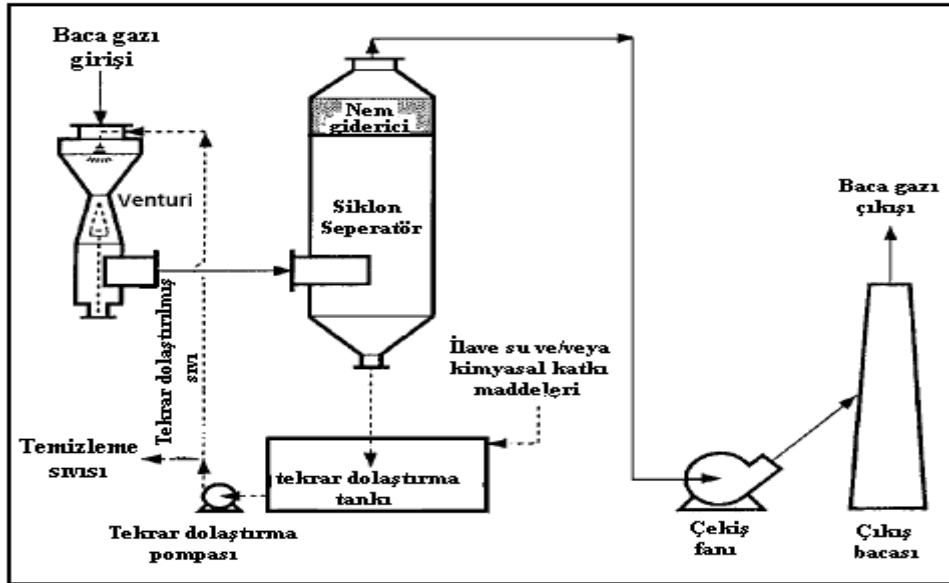 Baca gazı
girişi
Venturi
Nem
giderici
Siklon
Seperatör
Baca gazı
çıkışı
Tekrar dolaştırılmış
sıvı
İlave su ve/veya
kimyasal katkı
maddeleri
Temizleme
sıvısı
tekrar dolaştırma
tankı
Tekrar dolaştırma
pompası
Çekiş
fanı
Çıkış
bacası